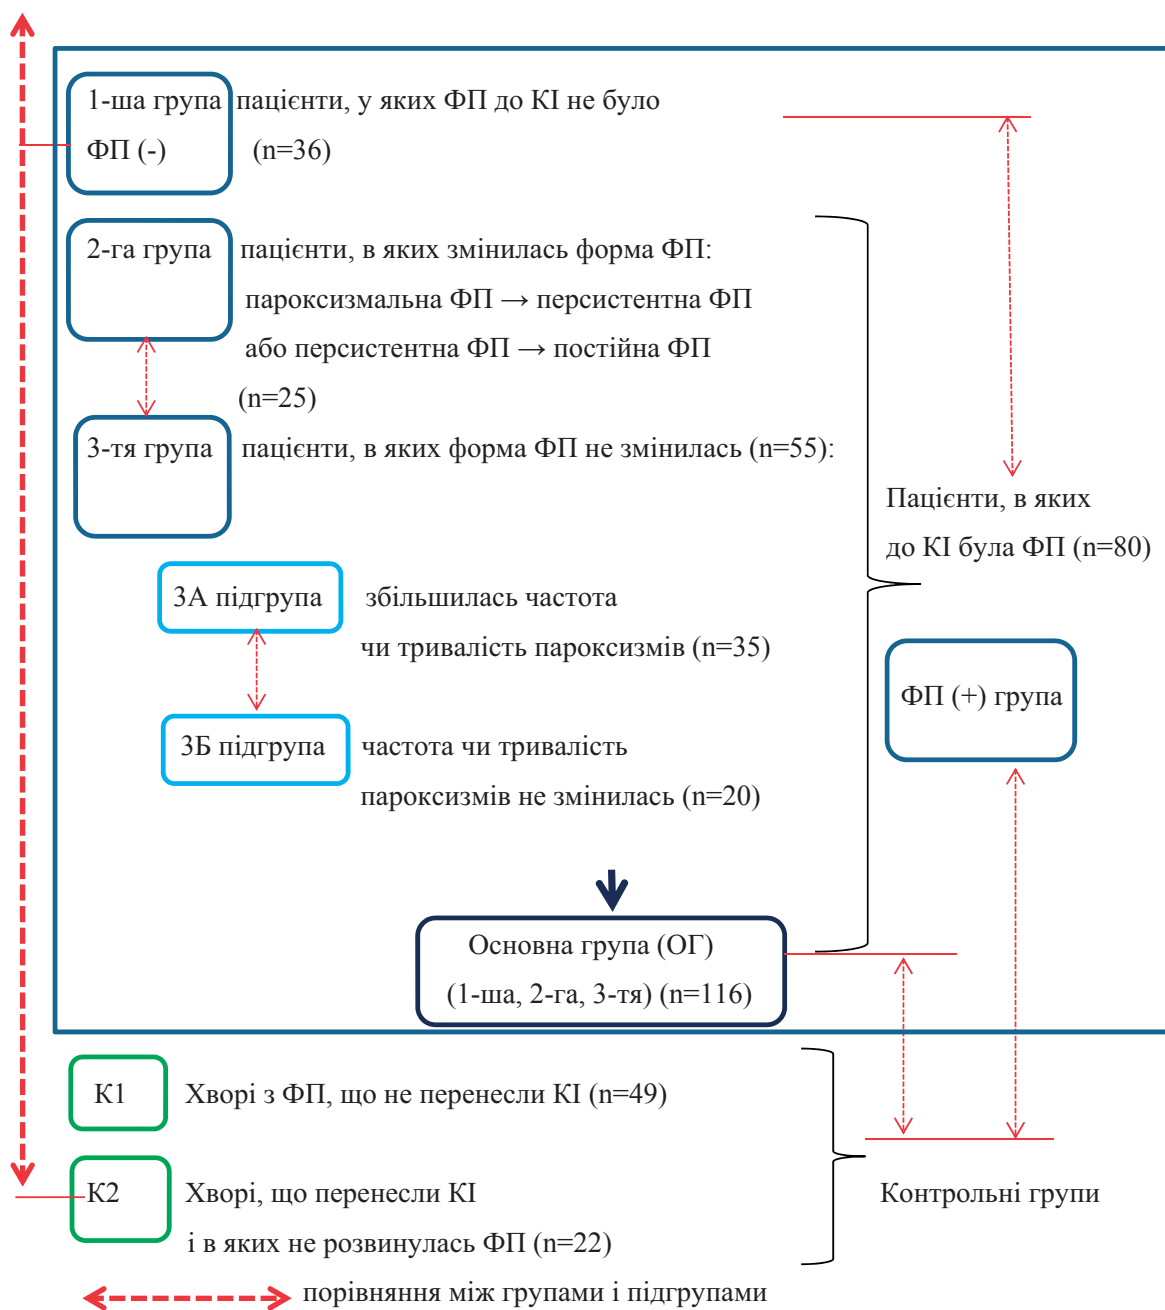 1-ша група пацієнти, у яких ФП до КІ не було
ФП (-) (n=36)
2-га група пацієнти, в яких змінилась форма ФП:
пароксизмальна ФП → персистентна ФП
або персистентна ФП → постійна ФП
(n=25)
3-тя група пацієнти, в яких форма ФП не змінилась (n=55):
Пацієнти, в яких
до КІ була ФП (n=80)
3А підгрупа збільшилась частота
чи тривалість пароксизмів (n=35)
ФП (+) група
3Б підгрупа частота чи тривалість
пароксизмів не змінилась (n=20)
Основна група (ОГ)
(1-ша, 2-га, 3-тя) (n=116)
К1 Хворі з ФП, що не перенесли КІ (n=49)
К2 Хворі, що перенесли КІ
і в яких не розвинулась ФП (n=22)
Контрольні групи
порівняння між групами і підгрупами